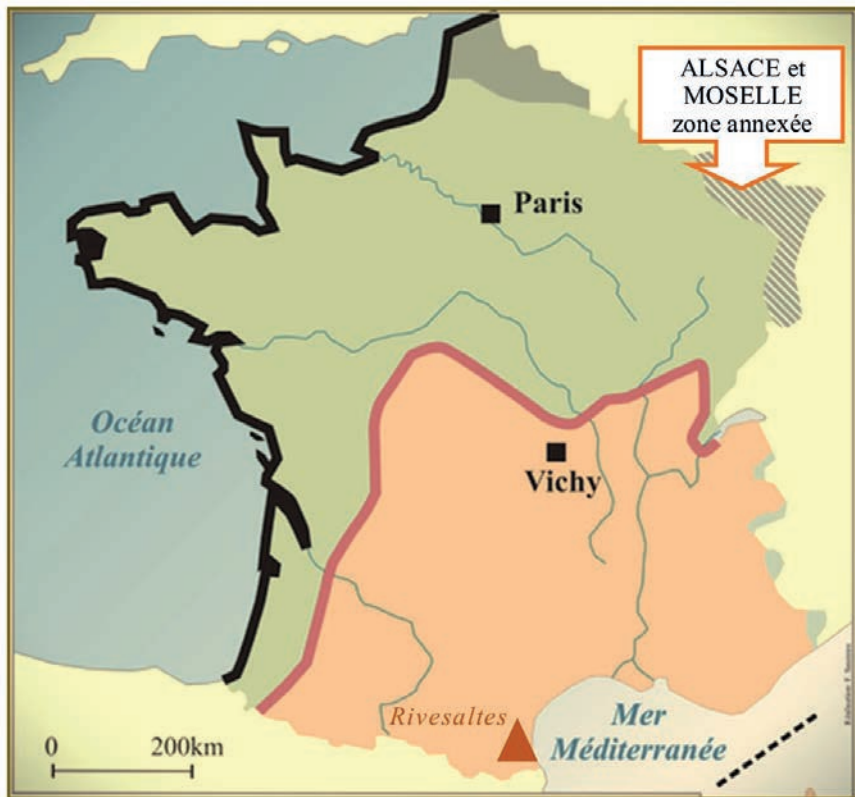 ALSACE et
MOSELLE
zone annexée
Paris
Océan
Atlantique
Vichy
Rivesaltes
Mer
Méditerranée
0 200km